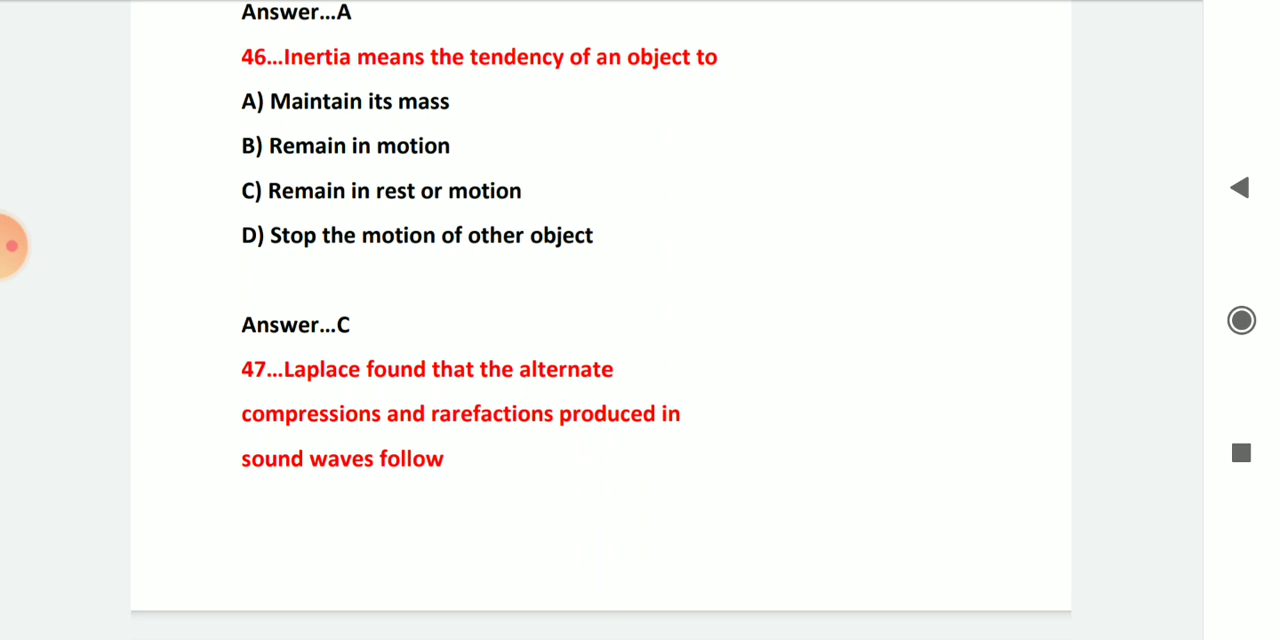 Answer...A
46...Inertia means the tendency of an object to
A) Maintain its mass
B) Remain in motion
C) Remain in rest or motion
D) Stop the motion of other object
Answer...C
47...Laplace found that the alternate
compressions and rarefactions produced in
sound waves follow